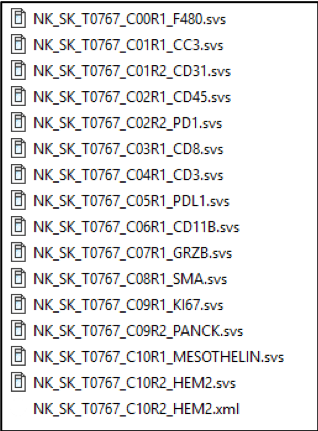 NK_SK_T0767_C00R1_F480.svs
NK_SK_T0767_C01R1_CC3.svs
NK_SK_T0767_C01R2_CD31.svs
NK_SK_T0767_C02R1_CD45.svs
NK_SK_T0767_C02R2_PD1.svs
NK_SK_T0767_C03R1_CD8.svs
NK_SK_T0767_C04R1_CD3.svs
NK_SK_T0767_C05R1_PDL1.svs
NK_SK_T0767_C06R1_CD11B.svs
NK_SK_T0767_C07R1_GRZB.svs
NK_SK_T0767_C08R1_SMA.svs
NK_SK_T0767_C09R1_KI67.svs
NK_SK_T0767_C09R2_PANCK.svs
NK_SK_T0767_C10R1_MESOTHELIN.svs
NK_SK_T0767_C10R2_HEM2.svs
NK_SK_T0767_C10R2_HEM2.xml